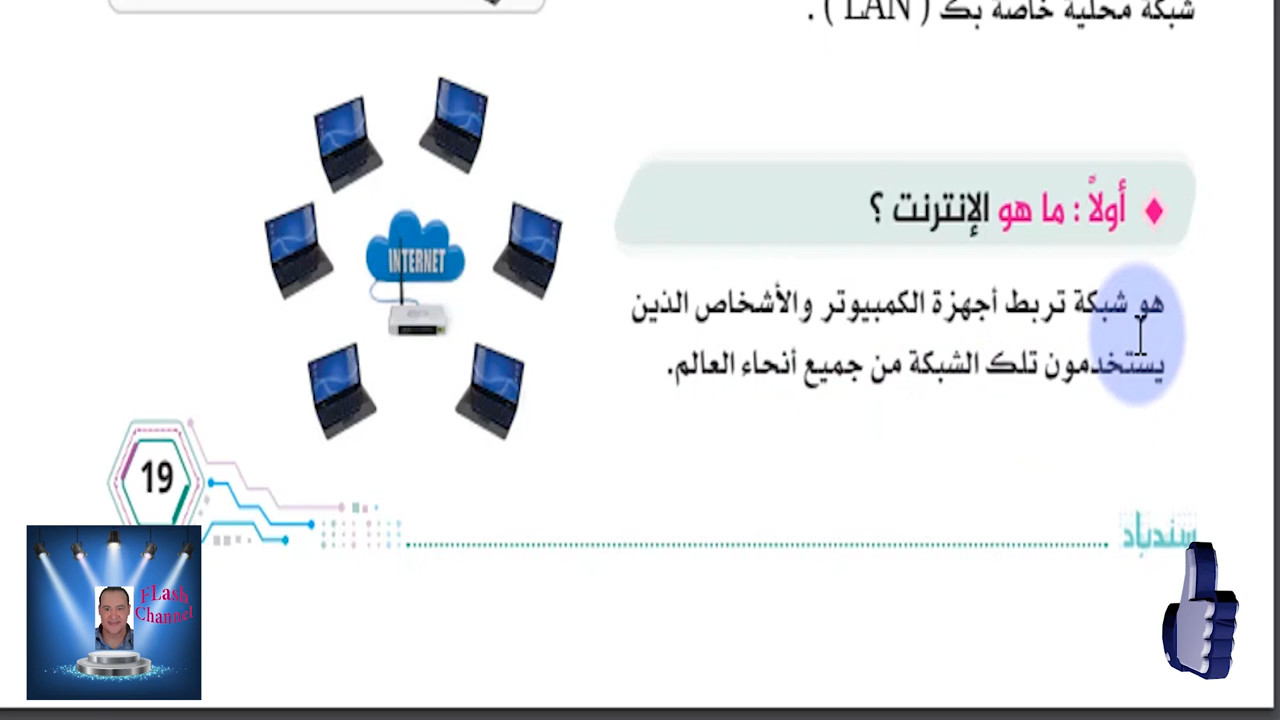 شبكة محلية خاصة بك ( LAN ) .
◆ أولاً : ما هو الإنترنت ؟
هو شبكة تربط أجهزة الكمبيوتر والأشخاص الذين
يستخدمون تلك الشبكة من جميع أنحاء العالم.
INTERNET
19
سندباد
FLash
Channel